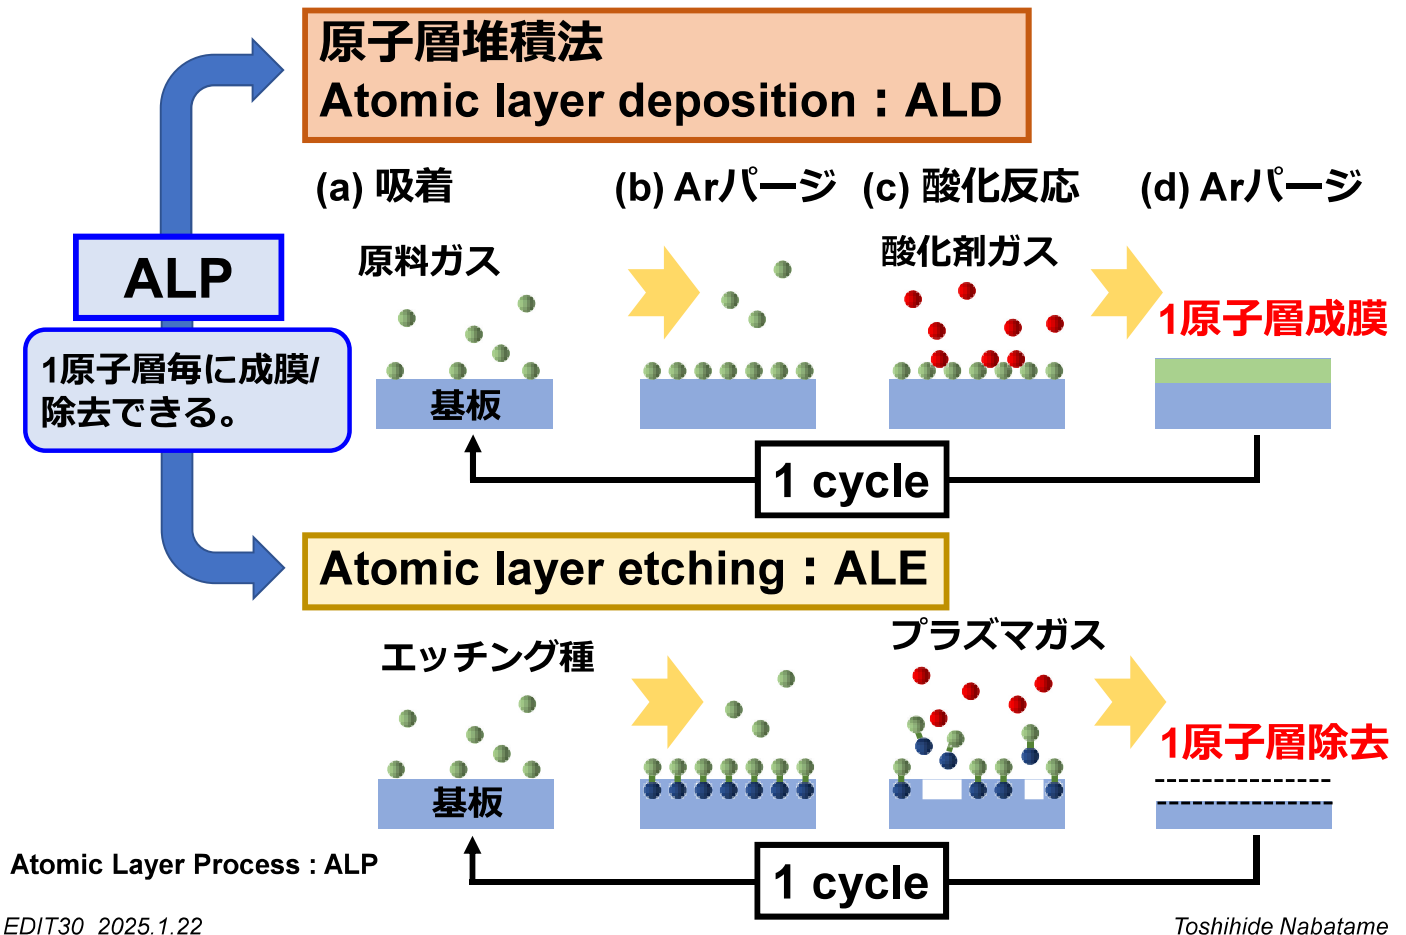 原子層堆積法
Atomic layer deposition：ALD
(a) 吸着
(b) Arパージ
(c) 酸化反応
(d) Arパージ
ALP
1原子層毎に成膜/
除去できる。
原料ガス
酸化剤ガス
1原子層成膜
基板
1 cycle
Atomic layer etching：ALE
エッチング種
プラズマガス
1原子層除去
基板
1 cycle
Atomic Layer Process : ALP
EDIT30 2025.1.22
Toshihide Nabatame